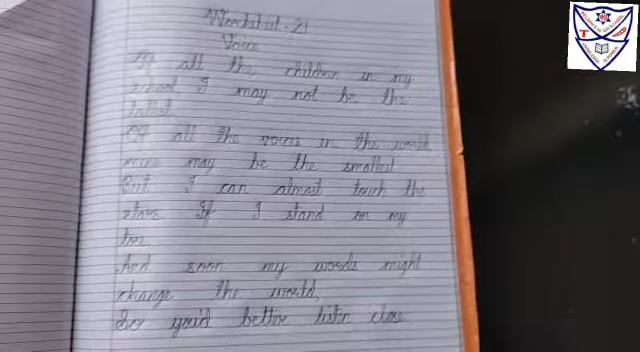 Worksheet-21
Voice
Of all the children in my
school I may not be the
tallest.
Of all the voices in the world,
mine may be the smallest
But I can almost touch the
stars If I stand on my
toe
And soon my words might
change the world,
So you'd better listen close
T